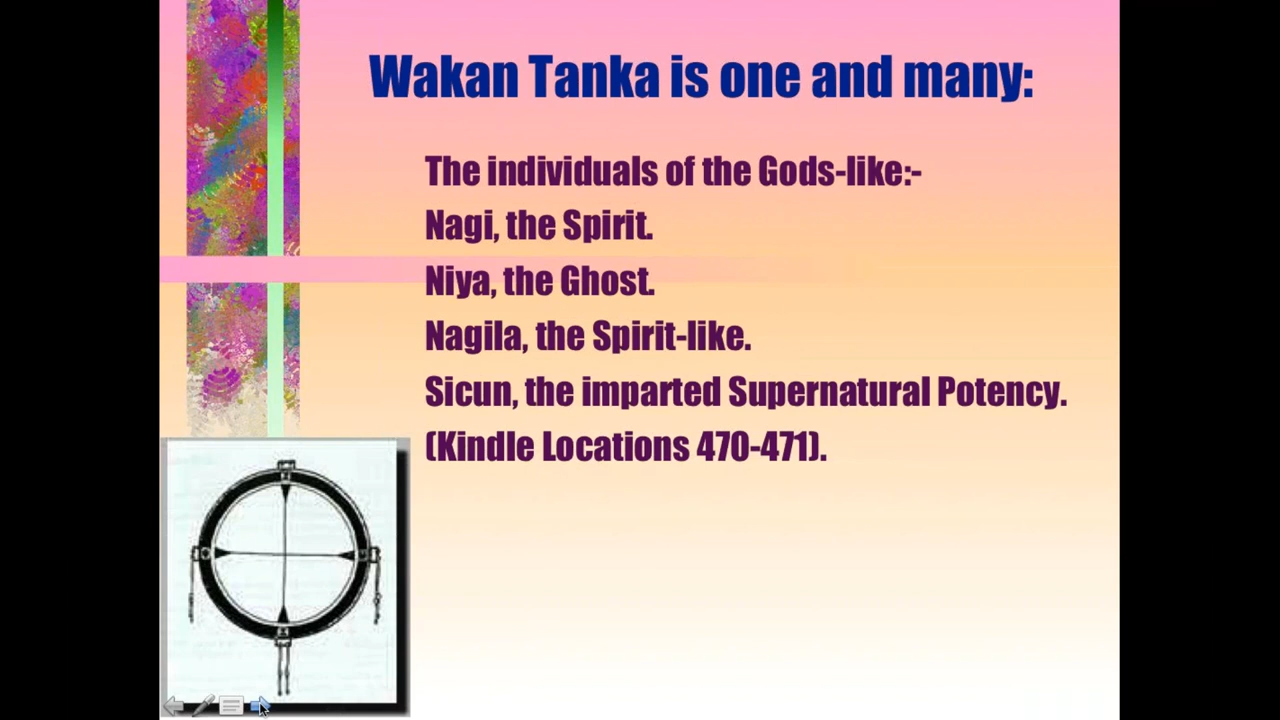 Wakan Tanka is one and many:
The individuals of the Gods-like:-
Nagi, the Spirit.
Niya, the Ghost.
Nagila, the Spirit-like.
Sicun, the imparted Supernatural Potency.
(Kindle Locations 470-471).